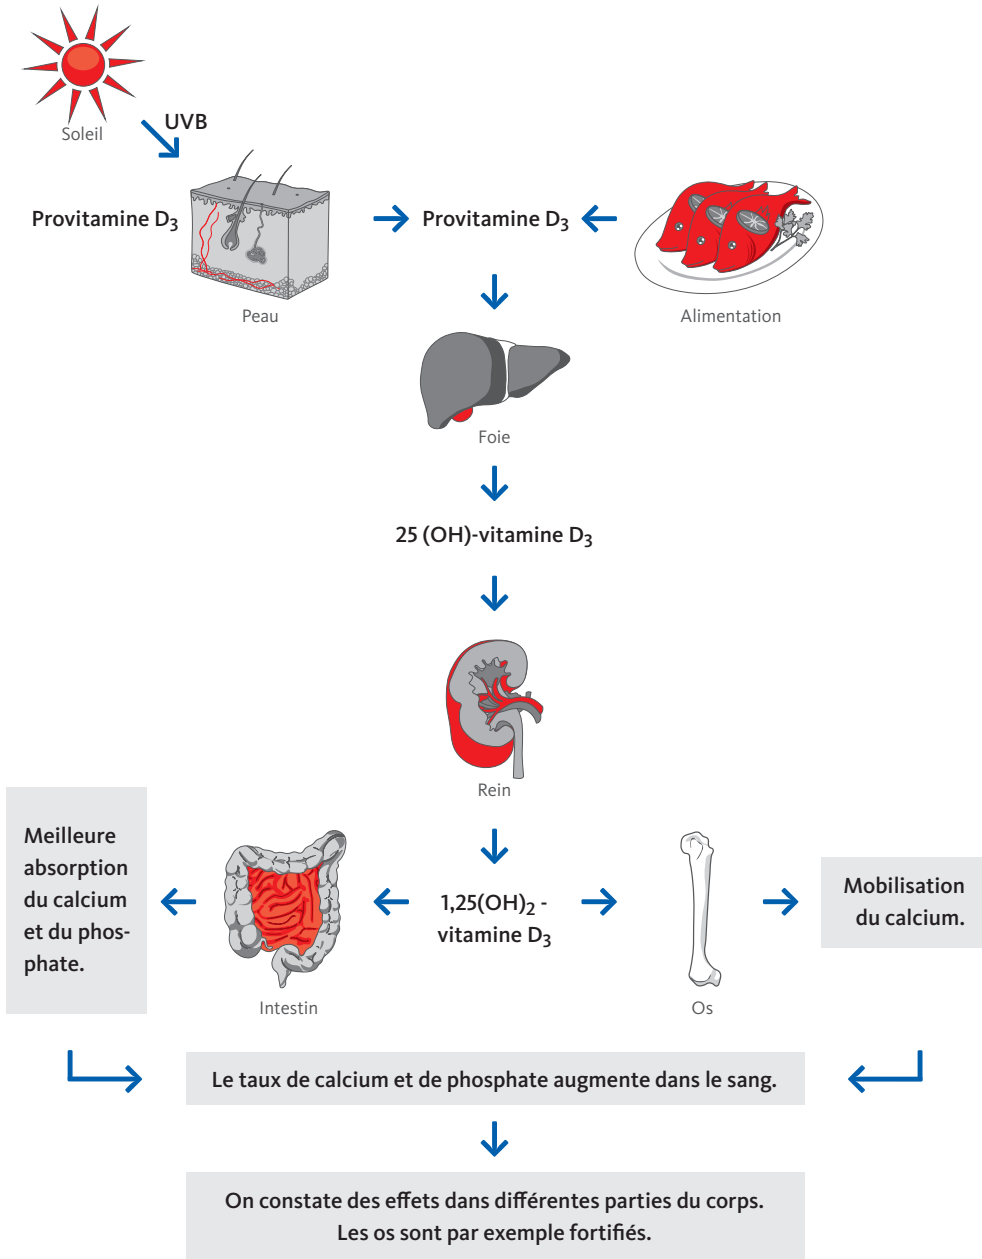 Soleil
UVB
Provitamine D3
Provitamine D3
Peau
Alimentation
Foie
25 (OH)-vitamine D3
Rein
Meilleure
absorption
du calcium
et du phos-
phate.
Intestin
1,25(OH)2 -
vitamine D3
Os
Mobilisation
du calcium.
Le taux de calcium et de phosphate augmente dans le sang.
On constate des effets dans différentes parties du corps.
Les os sont par exemple fortifiés.